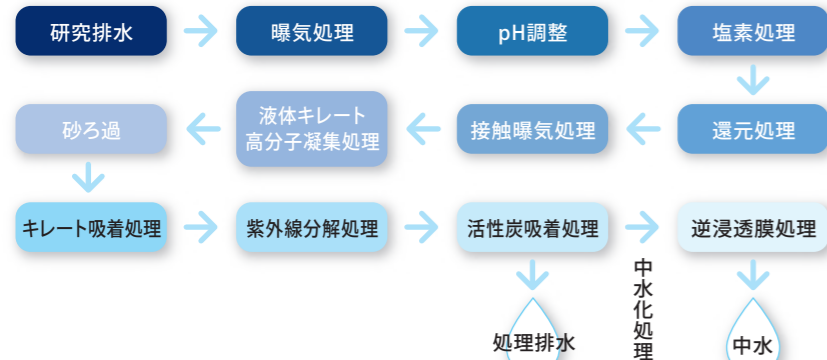 研究排水
曝気処理
pH調整
塩素処理
還元処理
接触曝気処理
液体キレート
高分子凝集処理
砂ろ過
キレート吸着処理
紫外線分解処理
活性炭吸着処理
逆浸透膜処理
中水化処理
処理排水
中水